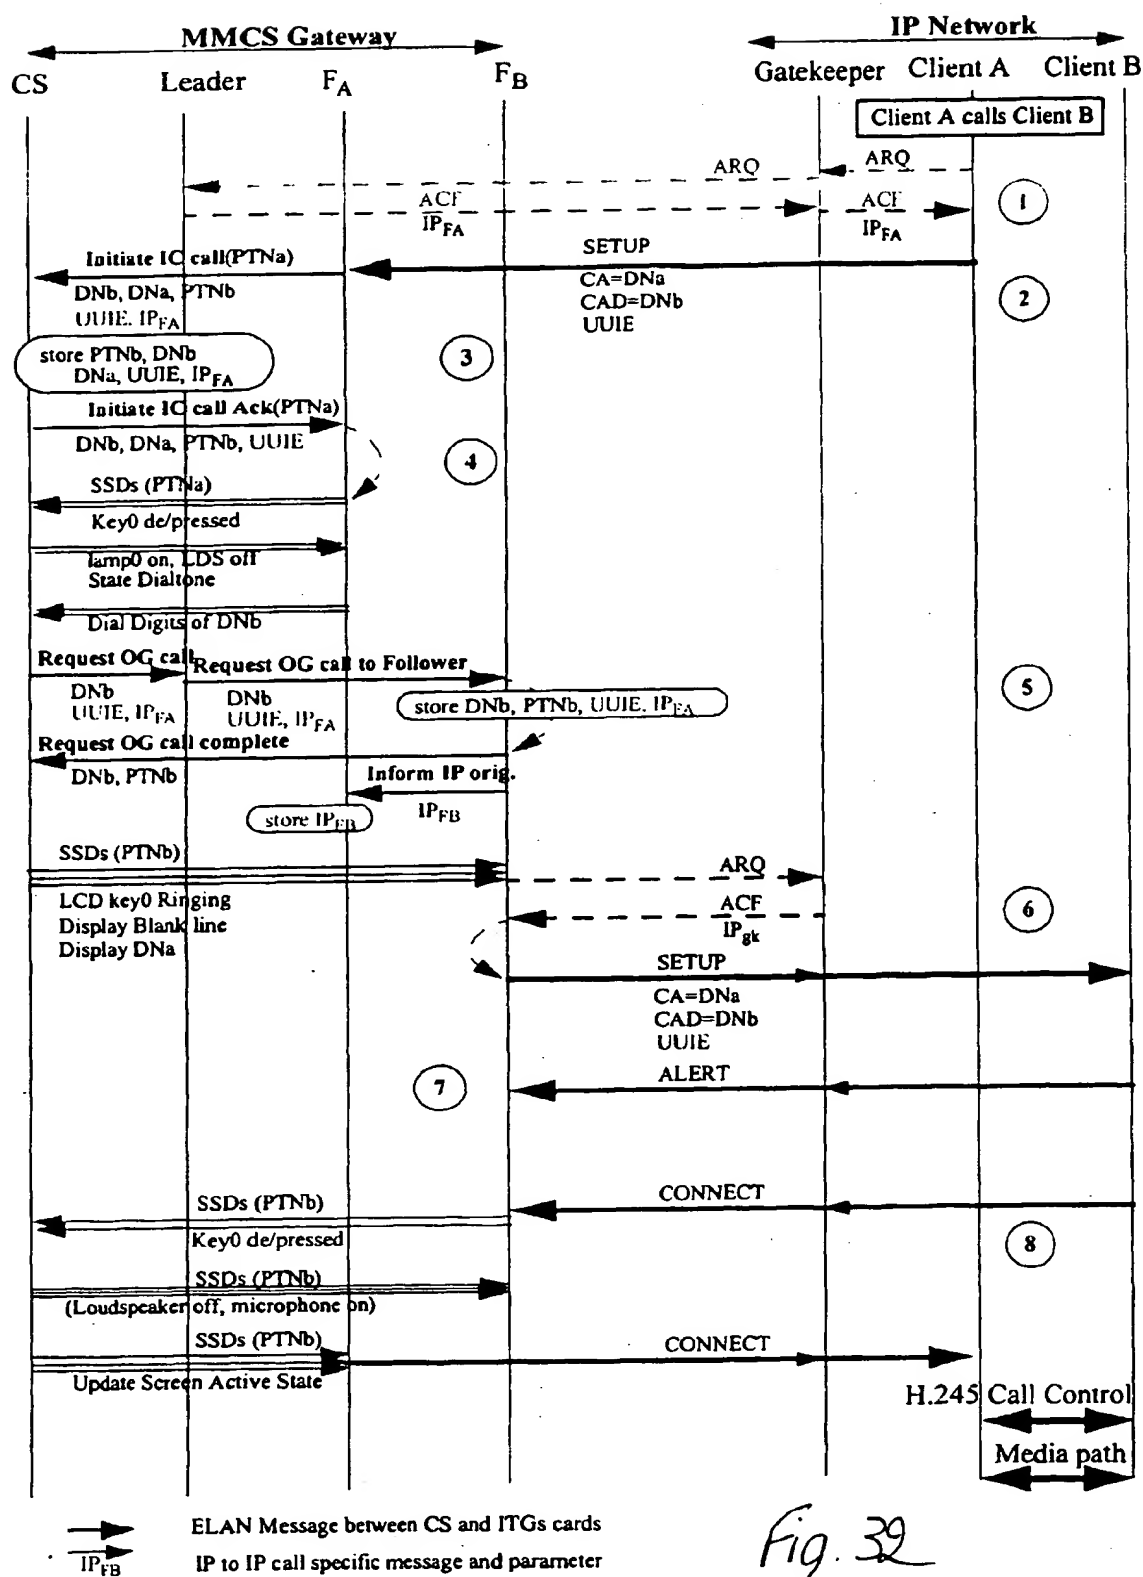 MMCS Gateway
IP Network
CS
Leader
FA
FB
Gatekeeper
Client A
Client B
Client A calls Client B
ARQ
ARQ
ACF
IPFA
ACF
IPFA
1
SETUP
CA=DNa
CAD=DNb
UUIE
Initiate IC call(PTNa)
DNb, DNa, PTNb
UUIE. IPFA
2
store PTNb, DNb
DNa, UUIE, IPFA
3
Initiate IC call Ack(PTNa)
DNb, DNa, PTNb, UUIE
4
SSDs (PTNa)
Key0 de/pressed
lamp0 on, LDS off
State Dialtone
Dial Digits of DNb
Request OG call
DNb
UUIE, IPFA
Request OG call to Follower
DNb
UUIE, IPFA
5
store DNb, PTNb, UUIE. IPFA
Request OG call complete
DNb, PTNb
Inform IP orig.
IPFB
store IPFB
SSDs (PTNb)
LCD key0 Ringing
Display Blank line
Display DNa
ARQ
ACF
IPgk
6
SETUP
CA=DNa
CAD=DNb
UUIE
7
ALERT
CONNECT
SSDs (PTNb)
Key0 de/pressed
8
SSDs (PTNb)
(Loudspeaker off, microphone on)
SSDs (PTNb)
Update Screen Active State
CONNECT
H.245 Call Control
Media path
ELAN Message between CS and ITGs cards
IPFB
IP to IP call specific message and parameter
Fig. 32